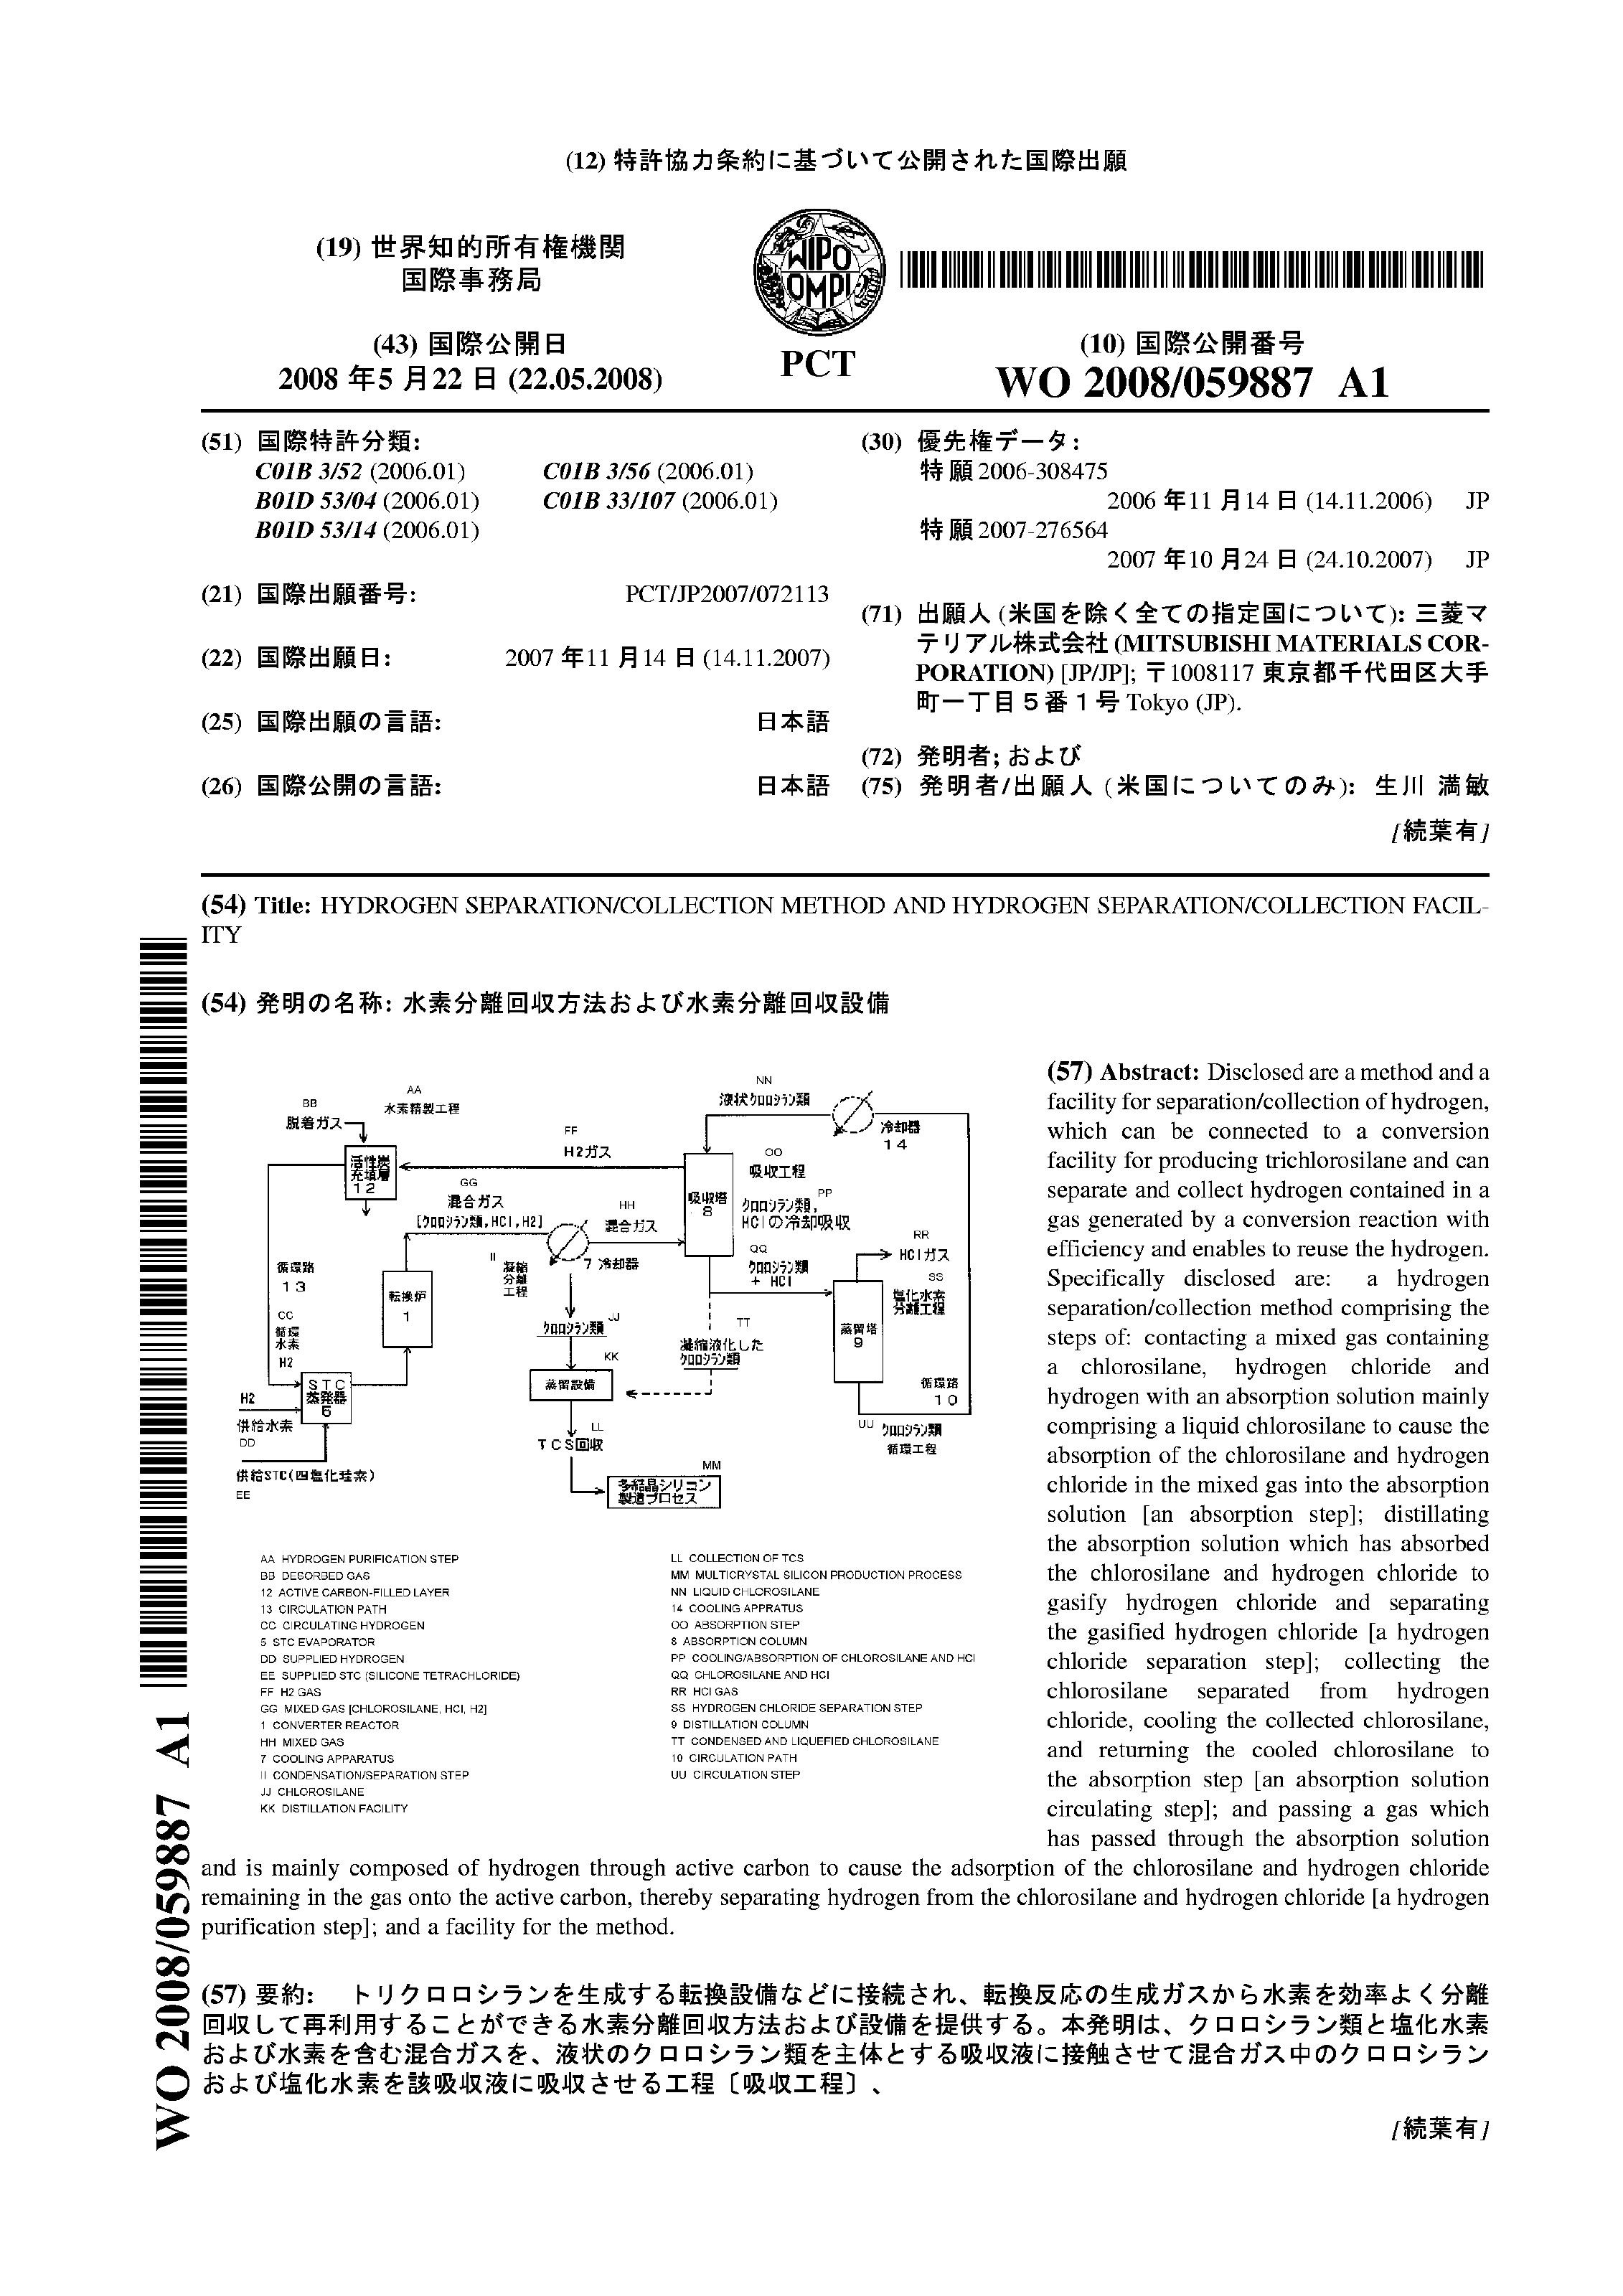 (12) 特許協力条約に基づいて公開された国際出願
(19) 世界知的所有権機関
国際事務局
(43) 国際公開日
2008 年5 月22 日 (22.05.2008)
WIPO
OMPI
PCT
(10) 国際公開番号
WO 2008/059887 A1
(51) 国際特許分類:
C01B 3/52 (2006.01) C01B 3/56 (2006.01)
B01D 53/04 (2006.01) C01B 33/107 (2006.01)
B01D 53/14 (2006.01)
(21) 国際出願番号: PCT/JP2007/072113
(22) 国際出願日: 2007 年11 月14 日 (14.11.2007)
(25) 国際出願の言語: 日本語
(26) 国際公開の言語: 日本語
(30) 優先権データ:
特願2006-308475
2006 年11 月14 日 (14.11.2006) JP
特願2007-276564
2007 年10 月24 日 (24.10.2007) JP
(71) 出願人 (米国を除く全ての指定国について): 三菱マ
テリアル株式会社 (MITSUBISHI MATERIALS COR-
PORATION) [JP/JP]; 〒1008117 東京都千代田区大手
町一丁目5番1号 Tokyo (JP).
(72) 発明者; および
(75) 発明者/出願人 (米国についてのみ): 生川 満敏
[続葉有]
(54) Title: HYDROGEN SEPARATION/COLLECTION METHOD AND HYDROGEN SEPARATION/COLLECTION FACIL-
ITY
(54) 発明の名称: 水素分離回収方法および水素分離回収設備
AA
水素精製工程
BB
脱着ガス
活性炭
充填層
12
FF
H2ガス
GG
混合ガス
[クロロシラン類,HCl,H2]
HH
混合ガス
NN
液状クロロシラン類
冷却器
14
OO
吸収工程
PP
クロロシラン類,
HClの冷却吸収
吸収塔
8
QQ
クロロシラン類
+ HCl
RR
HClガス
SS
塩化水素
分離工程
循環路
13
CC
循環
水素
H2
転換炉
1
II
凝縮
分離
工程
7 冷却器
JJ
クロロシラン類
KK
蒸留設備
TT
凝縮液化した
クロロシラン類
蒸留塔
9
循環路
10
UU
クロロシラン類
循環工程
STC
蒸発器
5
H2
供給水素
DD
供給STC(四塩化珪素)
EE
LL
TCS回収
MM
多結晶シリコン
製造プロセス
AA HYDROGEN PURIFICATION STEP
BB DESORBED GAS
12 ACTIVE CARBON-FILLED LAYER
13 CIRCULATION PATH
CC CIRCULATING HYDROGEN
5 STC EVAPORATOR
DD SUPPLIED HYDROGEN
EE SUPPLIED STC (SILICONE TETRACHLORIDE)
FF H2 GAS
GG MIXED GAS [CHLOROSILANE, HCl, H2]
1 CONVERTER REACTOR
HH MIXED GAS
7 COOLING APPARATUS
II CONDENSATION/SEPARATION STEP
JJ CHLOROSILANE
KK DISTILLATION FACILITY
LL COLLECTION OF TCS
MM MULTICRYSTAL SILICON PRODUCTION PROCESS
NN LIQUID CHLOROSILANE
14 COOLING APPRATUS
OO ABSORPTION STEP
8 ABSORPTION COLUMN
PP COOLING/ABSORPTION OF CHLOROSILANE AND HCl
QQ CHLOROSILANE AND HCl
RR HCl GAS
SS HYDROGEN CHLORIDE SEPARATION STEP
9 DISTILLATION COLUMN
TT CONDENSED AND LIQUEFIED CHLOROSILANE
10 CIRCULATION PATH
UU CIRCULATION STEP
(57) Abstract: Disclosed are a method and a
facility for separation/collection of hydrogen,
which can be connected to a conversion
facility for producing trichlorosilane and can
separate and collect hydrogen contained in a
gas generated by a conversion reaction with
efficiency and enables to reuse the hydrogen.
Specifically disclosed are: a hydrogen
separation/collection method comprising the
steps of: contacting a mixed gas containing
a chlorosilane, hydrogen chloride and
hydrogen with an absorption solution mainly
comprising a liquid chlorosilane to cause the
absorption of the chlorosilane and hydrogen
chloride in the mixed gas into the absorption
solution [an absorption step]; distillating
the absorption solution which has absorbed
the chlorosilane and hydrogen chloride to
gasify hydrogen chloride and separating
the gasified hydrogen chloride [a hydrogen
chloride separation step]; collecting the
chlorosilane separated from hydrogen
chloride, cooling the collected chlorosilane,
and returning the cooled chlorosilane to
the absorption step [an absorption solution
circulating step]; and passing a gas which
has passed through the absorption solution
and is mainly composed of hydrogen through active carbon to cause the adsorption of the chlorosilane and hydrogen chloride
remaining in the gas onto the active carbon, thereby separating hydrogen from the chlorosilane and hydrogen chloride [a hydrogen
purification step]; and a facility for the method.
(57) 要約: トリクロロシランを生成する転換設備などに接続され、転換反応の生成ガスから水素を効率よく分離
回収して再利用することができる水素分離回収方法および設備を提供する。本発明は、クロロシラン類と塩化水素
および水素を含む混合ガスを、液状のクロロシラン類を主体とする吸収液に接触させて混合ガス中のクロロシラン
および塩化水素を該吸収液に吸収させる工程〔吸収工程〕、
[続葉有]
WO 2008/059887 A1